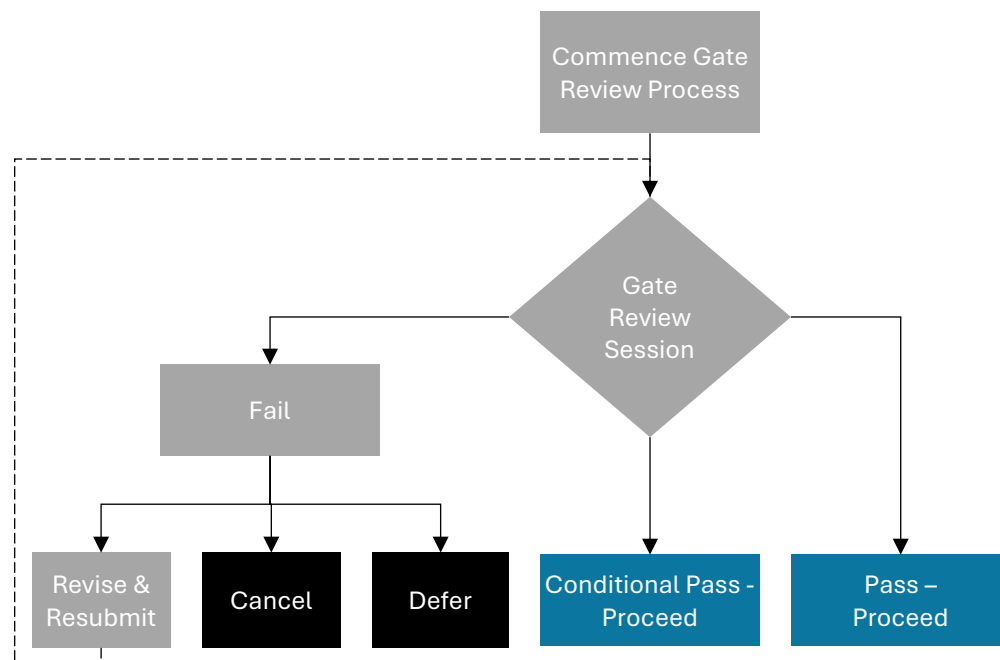 Commence Gate
Review Process
Gate
Review
Session
Fail
Revise &
Resubmit
Cancel
Defer
Conditional Pass -
Proceed
Pass –
Proceed